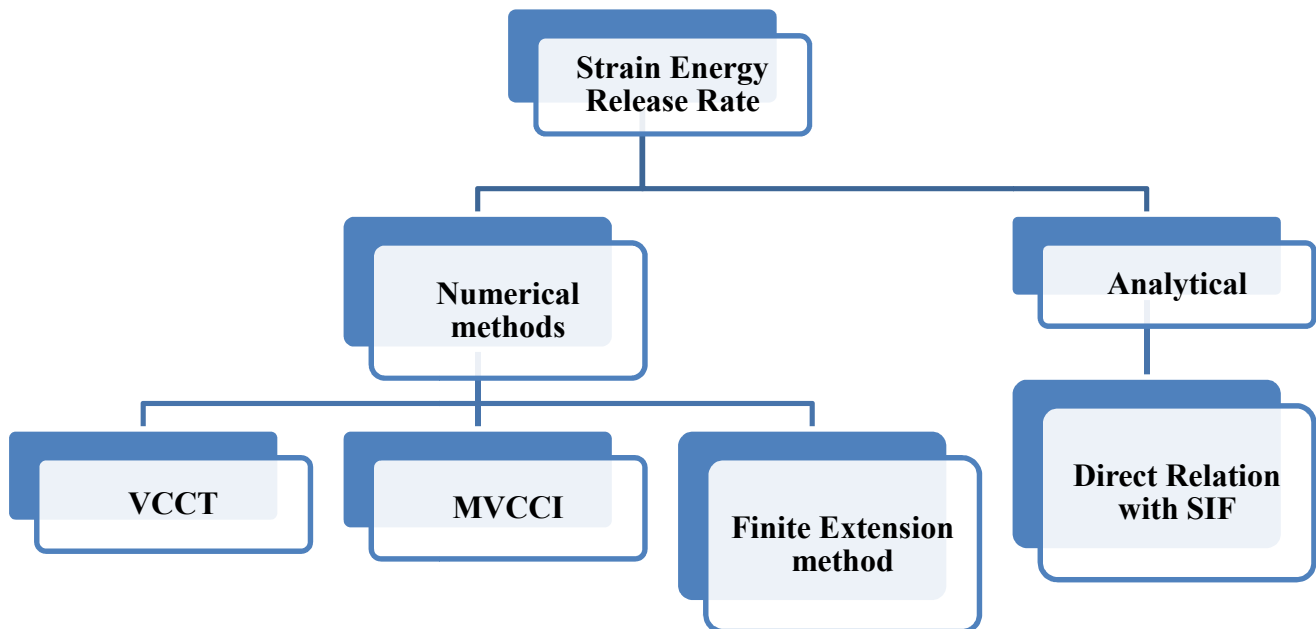 Strain Energy
Release Rate
Numerical
methods
Analytical
VCCT
MVCCI
Finite Extension
method
Direct Relation
with SIF